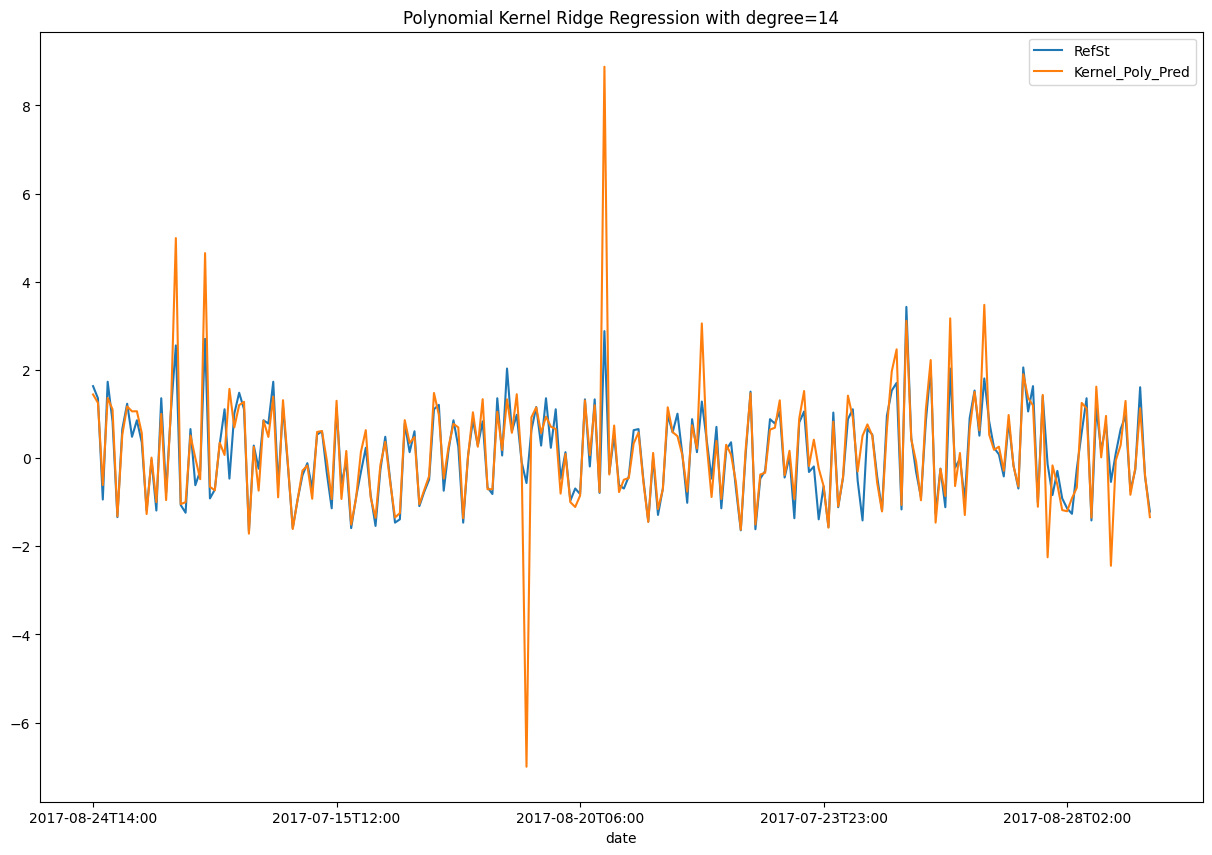 Polynomial Kernel Ridge Regression with degree=14
RefSt
Kernel_Poly_Pred
8
6
4
2
0
−2
−4
−6
2017-08-24T14:00
2017-07-15T12:00
2017-08-20T06:00
2017-07-23T23:00
2017-08-28T02:00
date